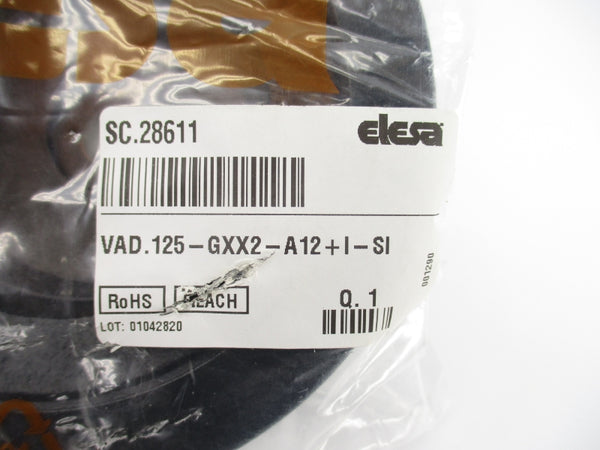 SC.28611
elesa
VAD.125-GXX2-A12+I-SI
001290
RoHS REACH
Q.1
LOT: 01042820